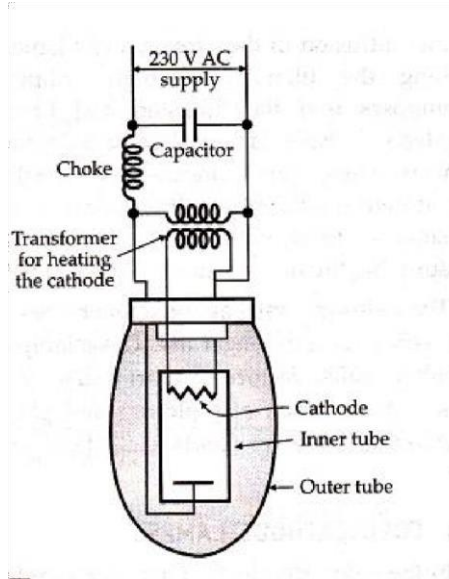 230 V AC
supply
Capacitor
Choke
Transformer
for heating
the cathode
Cathode
Inner tube
Outer tube